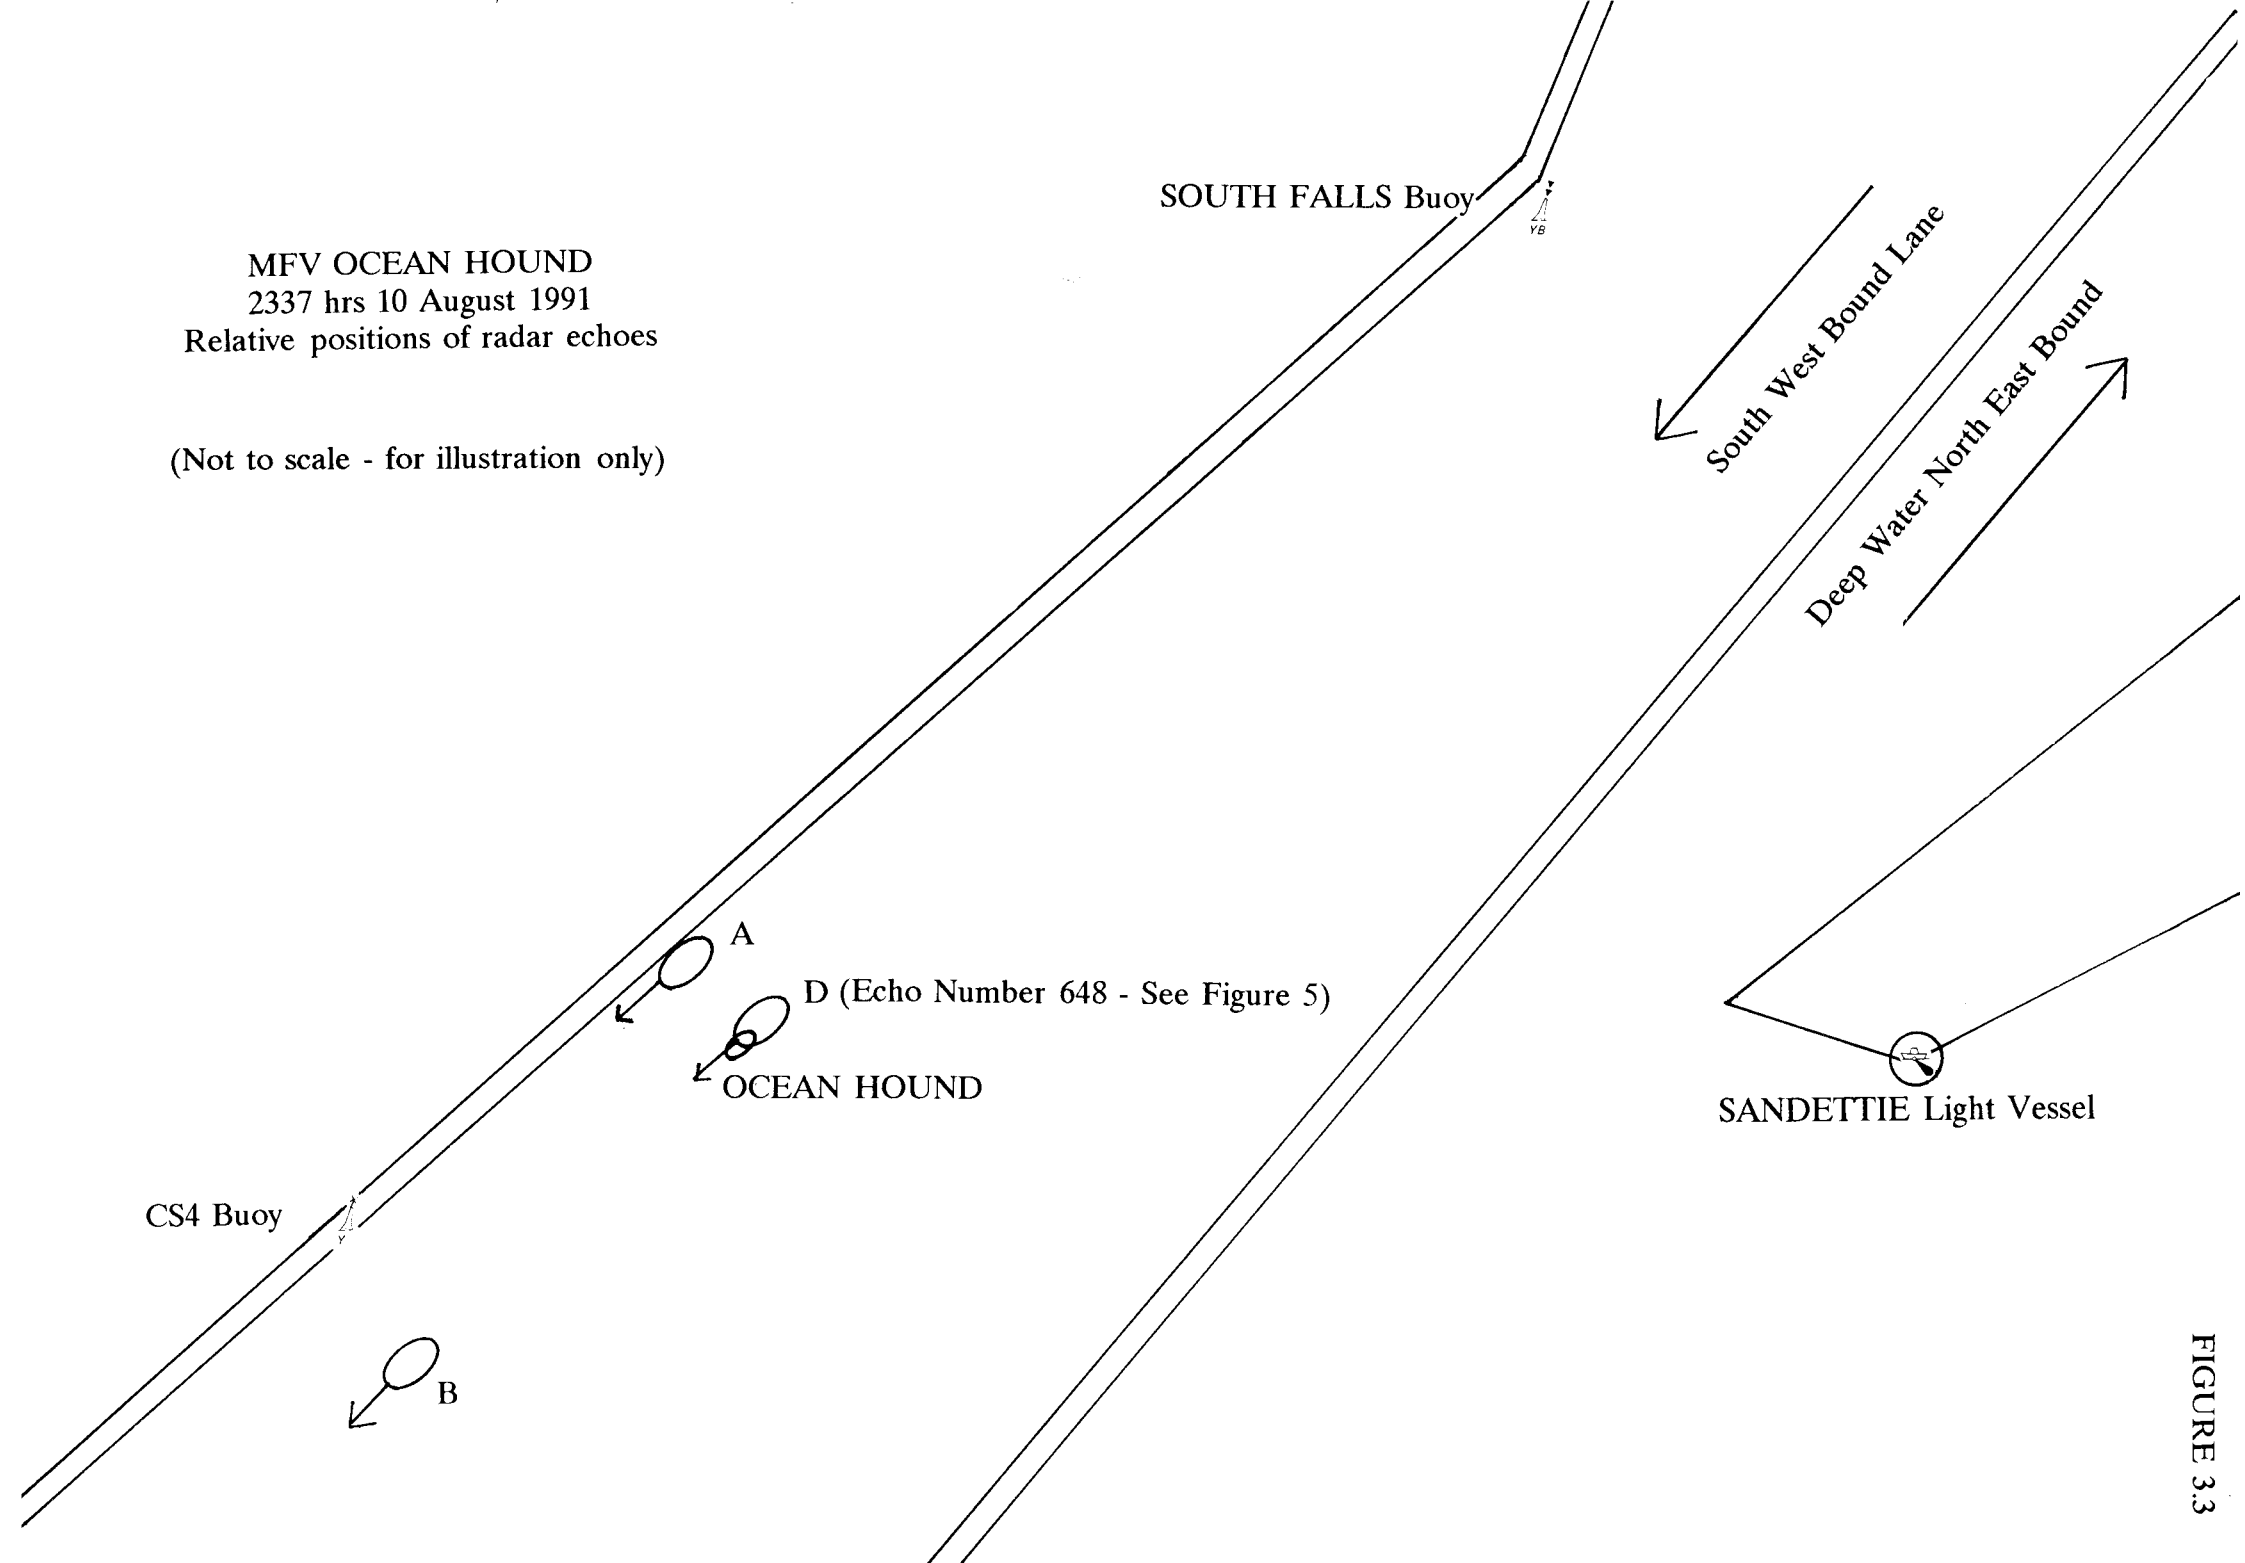 SOUTH FALLS Buoy
YB
MFV OCEAN HOUND
2337 hrs 10 August 1991
Relative positions of radar echoes
(Not to scale - for illustration only)
South West Bound Lane
Deep Water North East Bound
A
D (Echo Number 648 - See Figure 5)
OCEAN HOUND
SANDETTIE Light Vessel
CS4 Buoy
Y
B
FIGURE 3.3